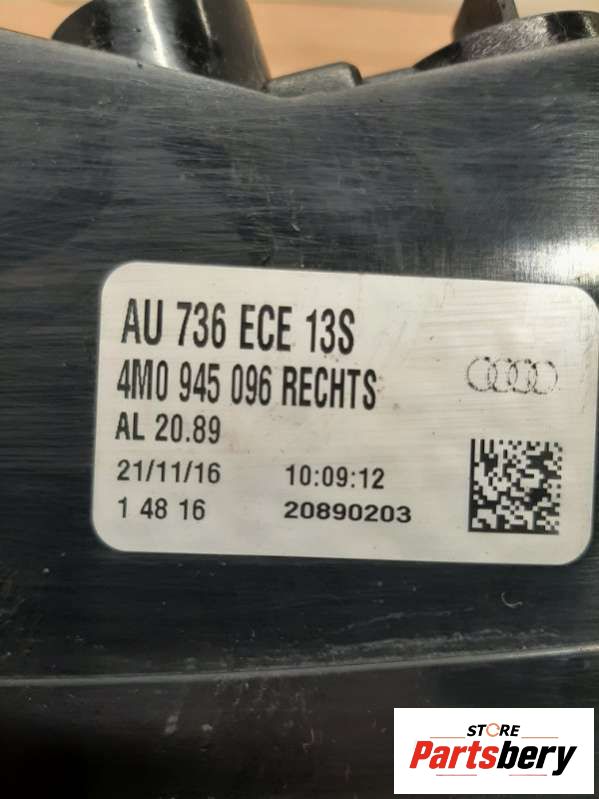 AU 736 ECE 13S
4M0 945 096 RECHTS
AL 20.89
21/11/16 10:09:12
1 48 16 20890203
STORE
Partsbery